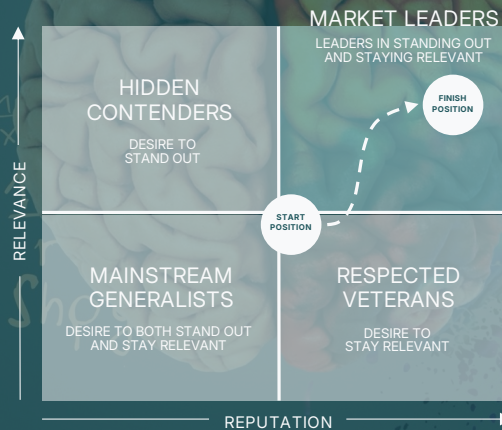 MARKET LEADERS
LEADERS IN STANDING OUT
AND STAYING RELEVANT
HIDDEN
CONTENDERS
DESIRE TO
STAND OUT
FINISH
POSITION
RELEVANCE
START
POSITION
MAINSTREAM
GENERALISTS
DESIRE TO BOTH STAND OUT
AND STAY RELEVANT
RESPECTED
VETERANS
DESIRE TO
STAY RELEVANT
REPUTATION